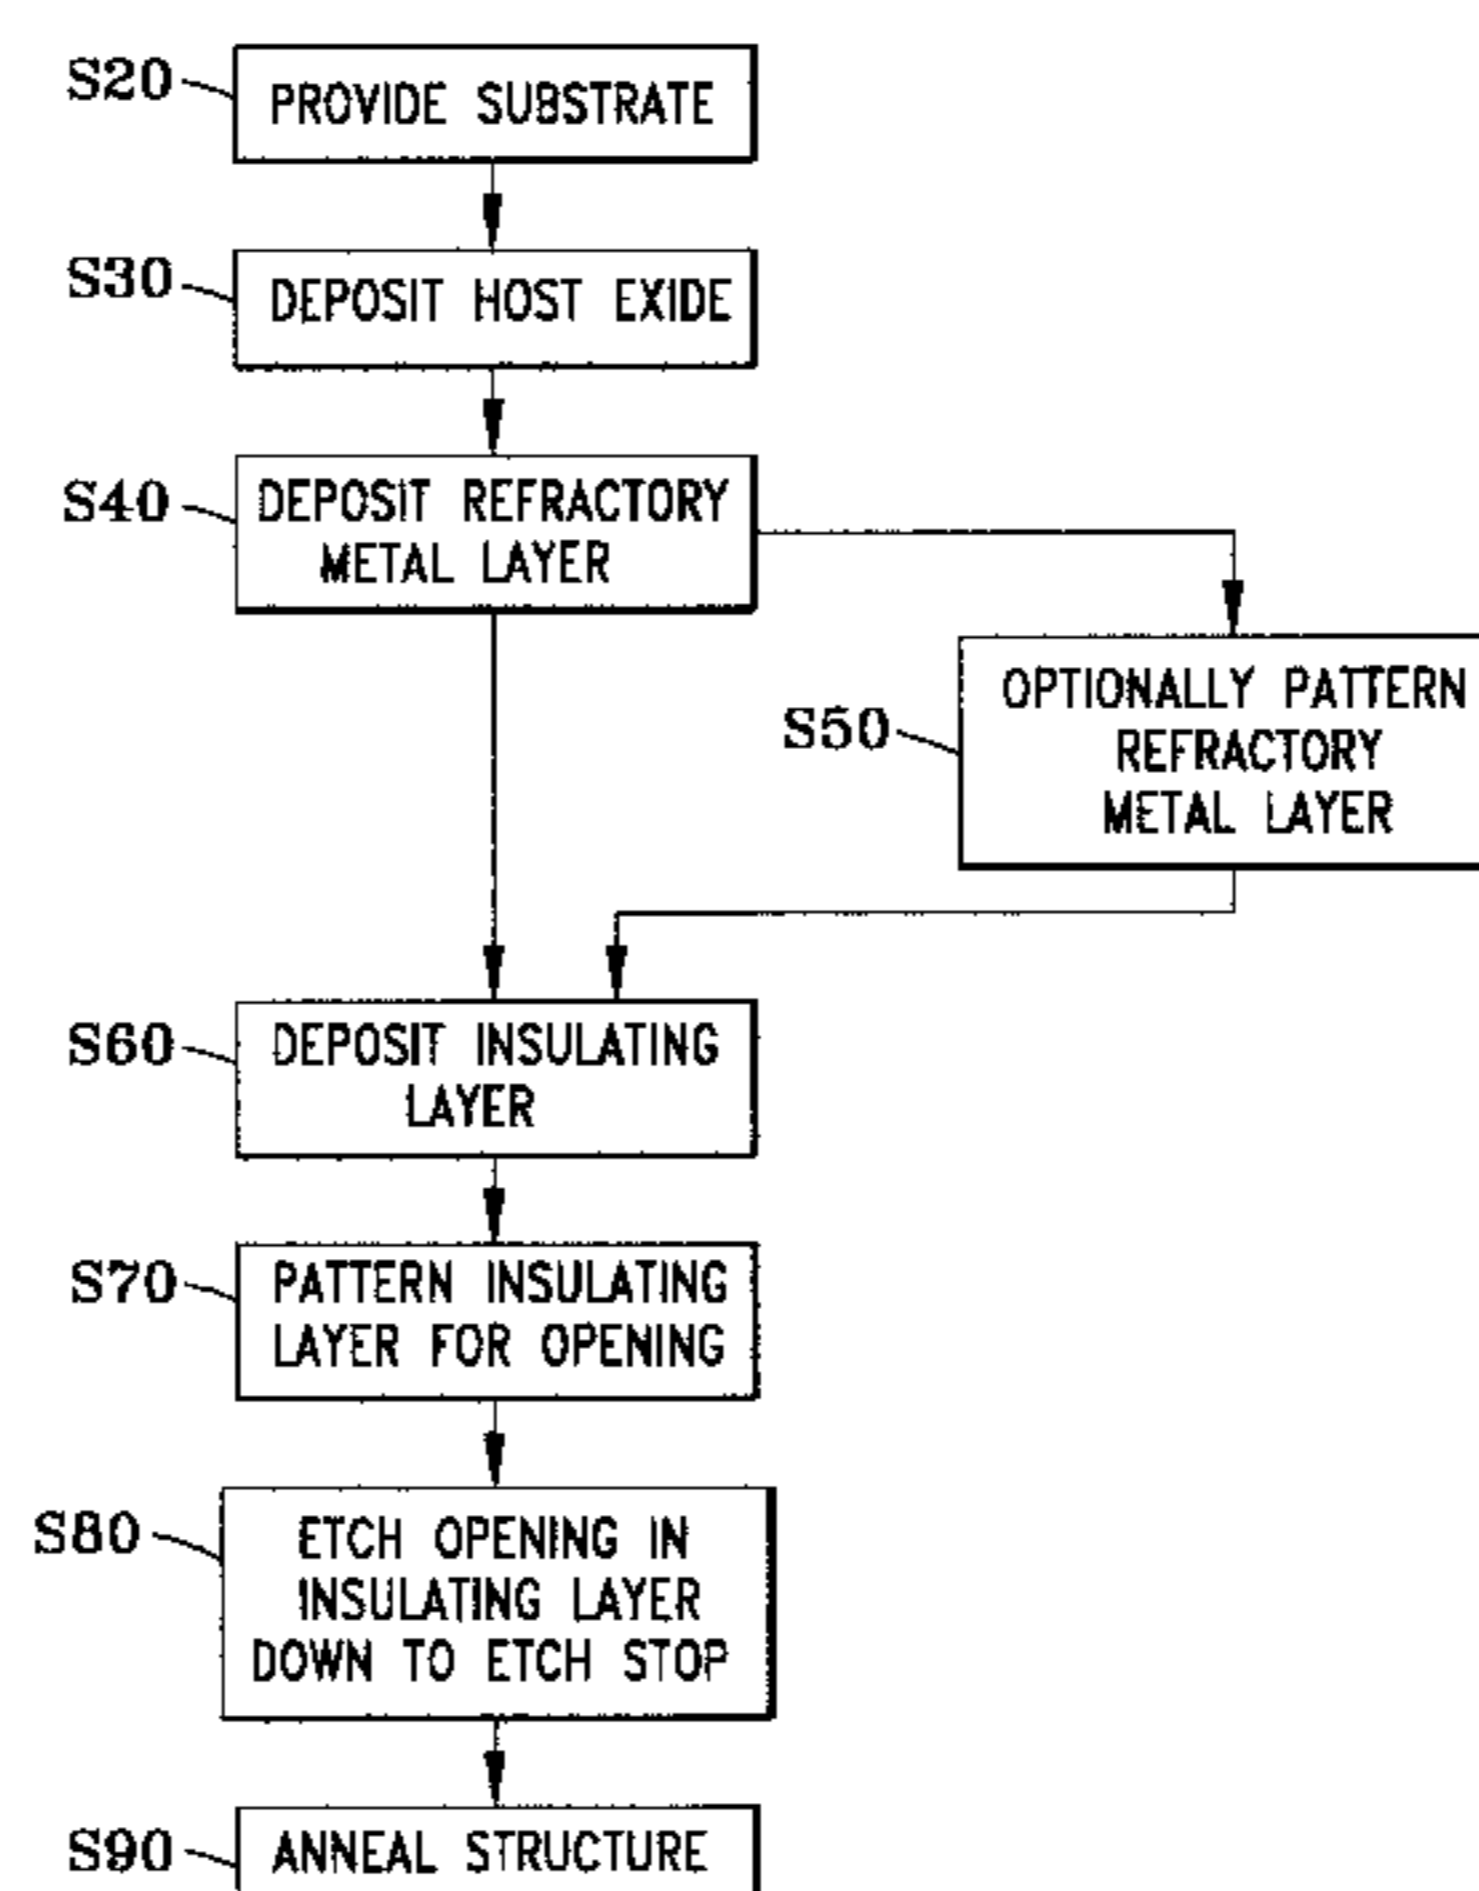 S20
PROVIDE SUBSTRATE
S30
DEPOSIT HOST EXIDE
S40
DEPOSIT REFRACTORY
METAL LAYER
S50
OPTIONALLY PATTERN
REFRACTORY
METAL LAYER
S60
DEPOSIT INSULATING
LAYER
S70
PATTERN INSULATING
LAYER FOR OPENING
S80
ETCH OPENING IN
INSULATING LAYER
DOWN TO ETCH STOP
S90
ANNEAL STRUCTURE